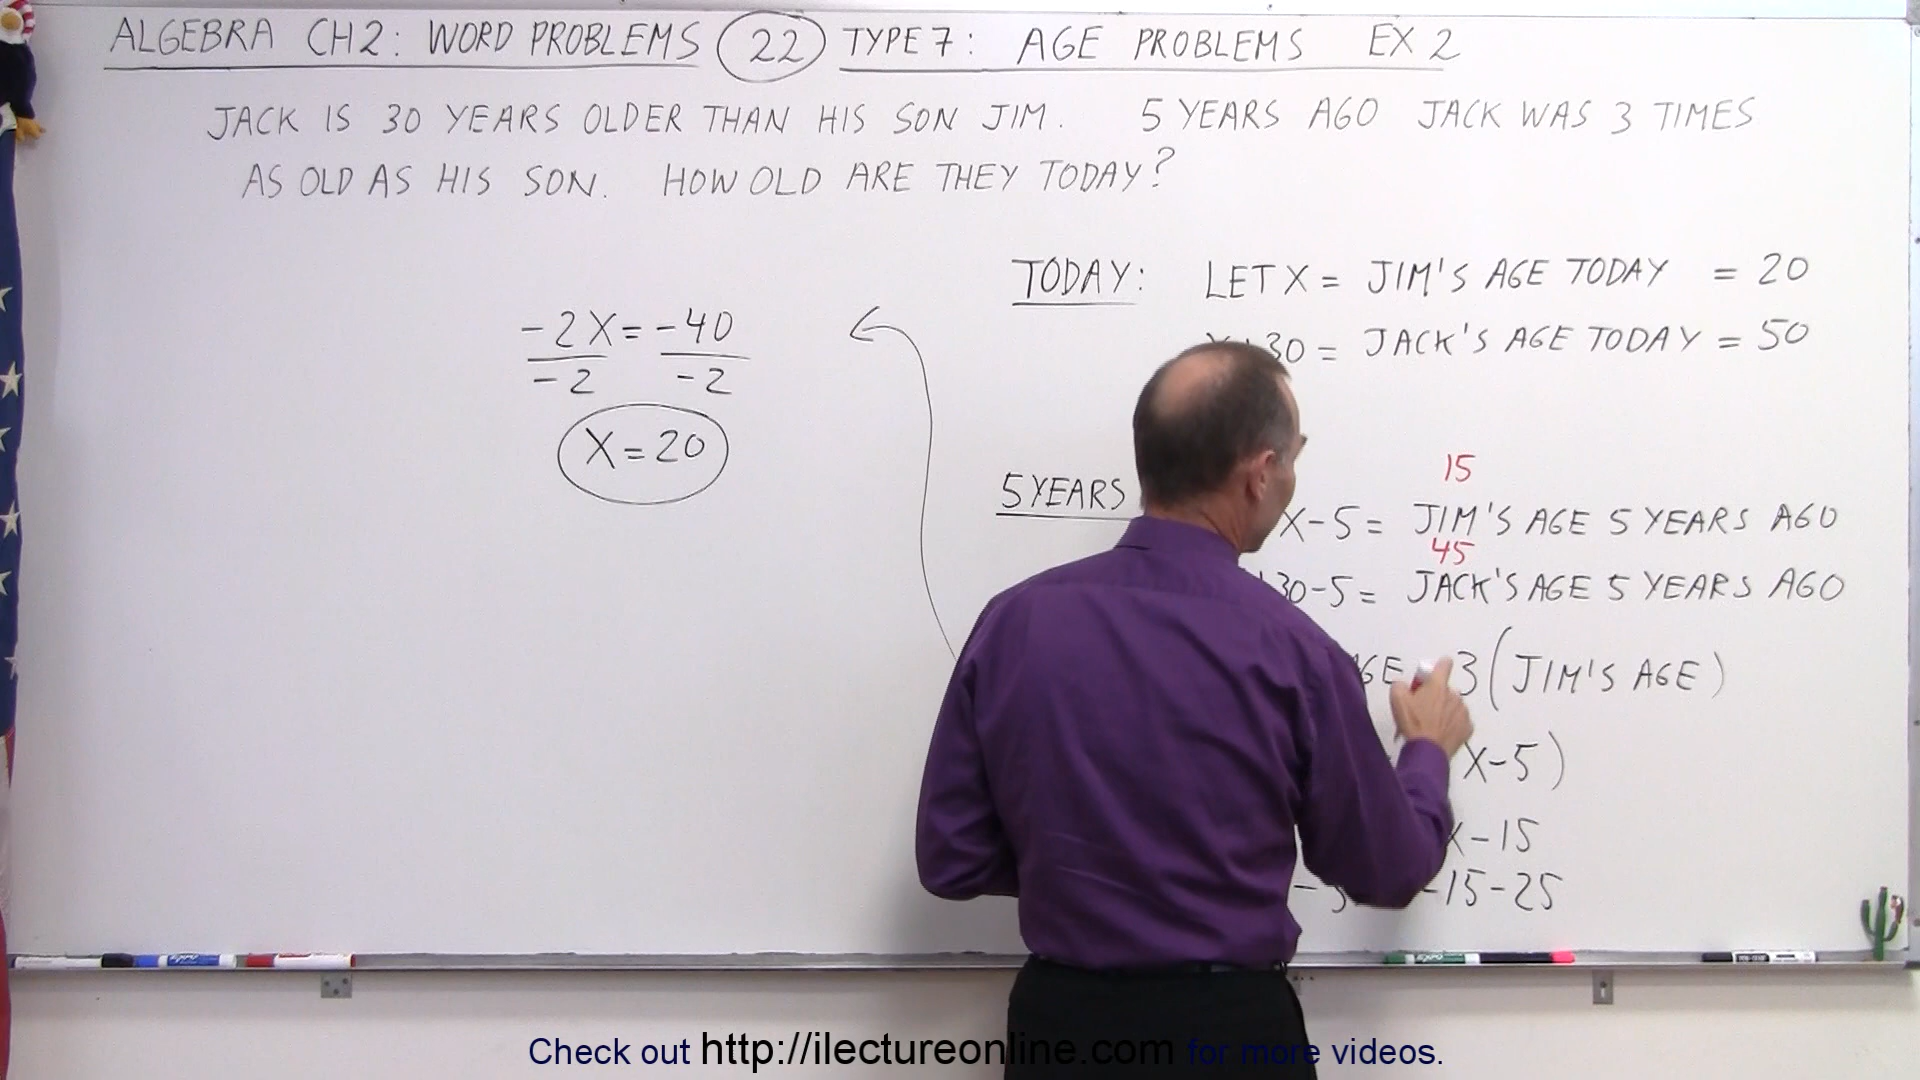 ALGEBRA CH2: WORD PROBLEMS 22 TYPE 7: AGE PROBLEMS EX 2
JACK IS 30 YEARS OLDER THAN HIS SON JIM. 5 YEARS AGO JACK WAS 3 TIMES
AS OLD AS HIS SON. HOW OLD ARE THEY TODAY?
-2X = -40
-2 -2
X = 20
TODAY: LET X = JIM'S AGE TODAY = 20
30 = JACK'S AGE TODAY = 50
15
5 YEARS X-5 = JIM'S AGE 5 YEARS AGO
45
30-5 = JACK'S AGE 5 YEARS AGO
3 (JIM'S AGE)
X-5)
X-15
-15-25
Check out http://ilectureonline.com for more videos.